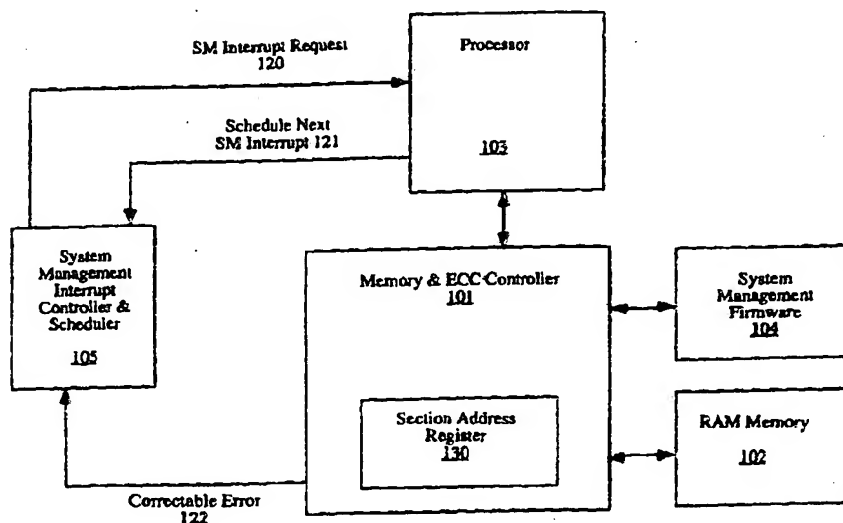 SM Interrupt Request
120
Processor
103
Schedule Next
SM Interrupt 121
System
Management
Interrupt
Controller &
Scheduler
105
Memory & ECC Controller
101
System
Management
Firmware
104
Section Address
Register
130
RAM Memory
102
Correctable Error
122